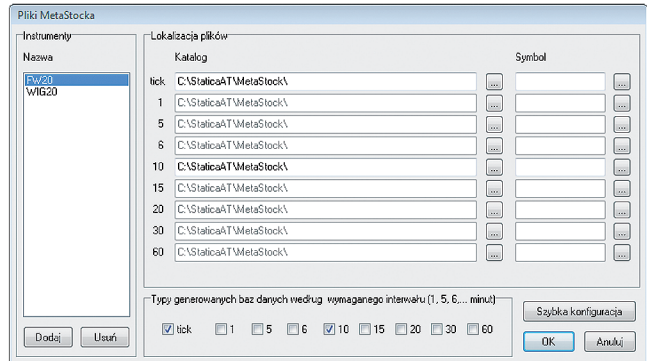 Pliki MetaStocka
Instrumenty
Nazwa
FW20
WIG20
Dodaj
Usuń
Lokalizacja plików
Katalog Symbol
tick C:\StaticaAT\MetaStock\ ... ...
1 C:\StaticaAT\MetaStock\ ... ...
5 C:\StaticaAT\MetaStock\ ... ...
6 C:\StaticaAT\MetaStock\ ... ...
10 C:\StaticaAT\MetaStock\ ... ...
15 C:\StaticaAT\MetaStock\ ... ...
20 C:\StaticaAT\MetaStock\ ... ...
30 C:\StaticaAT\MetaStock\ ... ...
60 C:\StaticaAT\MetaStock\ ... ...
Typy generowanych baz danych według wymaganego interwału (1, 5, 6,... minut)
tick 1 5 6 10 15 20 30 60
Szybka konfiguracja
OK Anuluj